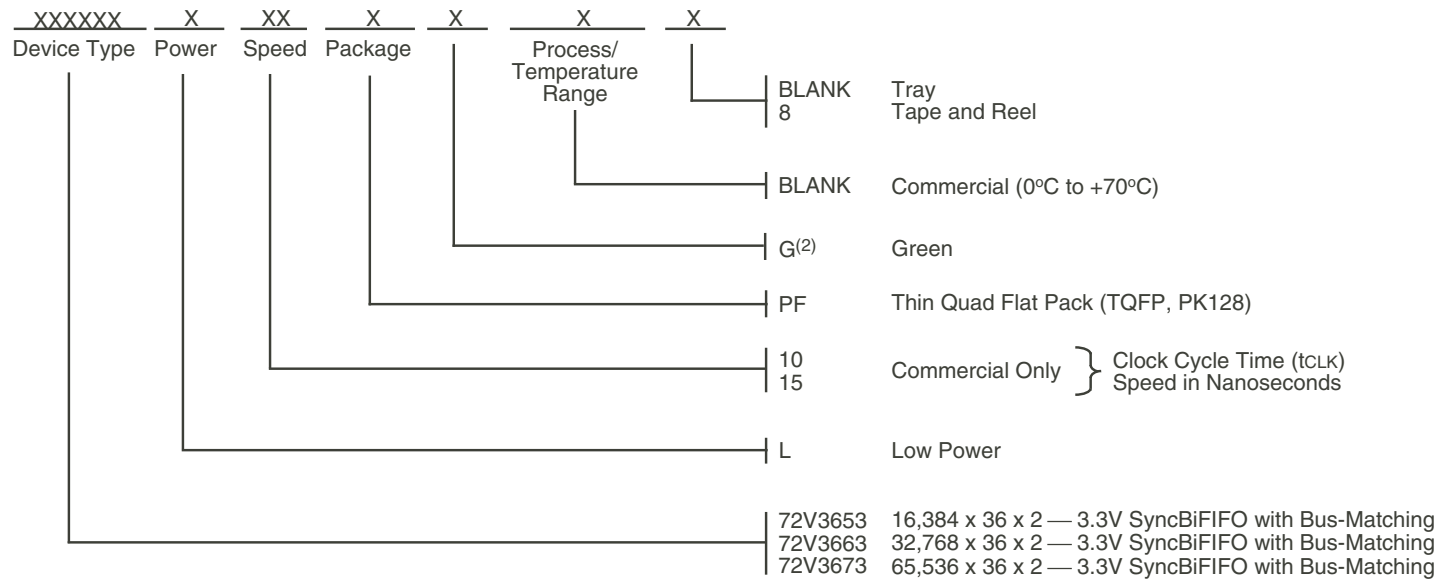 XXXXXX X XX X X X X
Device Type Power Speed Package Process/
Temperature
Range
BLANK Tray
8 Tape and Reel
BLANK Commercial (0ºC to +70ºC)
G(2) Green
PF Thin Quad Flat Pack (TQFP, PK128)
10
15
Commercial Only } Clock Cycle Time (tCLK)
Speed in Nanoseconds
L Low Power
72V3653 16,384 x 36 x 2 — 3.3V SyncBiFIFO with Bus-Matching
72V3663 32,768 x 36 x 2 — 3.3V SyncBiFIFO with Bus-Matching
72V3673 65,536 x 36 x 2 — 3.3V SyncBiFIFO with Bus-Matching